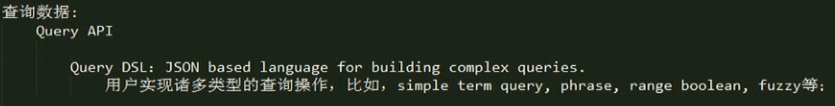 查询数据:
Query API
Query DSL: JSON based language for building complex queries.
用户实现诸多类型的查询操作，比如，simple term query, phrase, range boolean, fuzzy等;